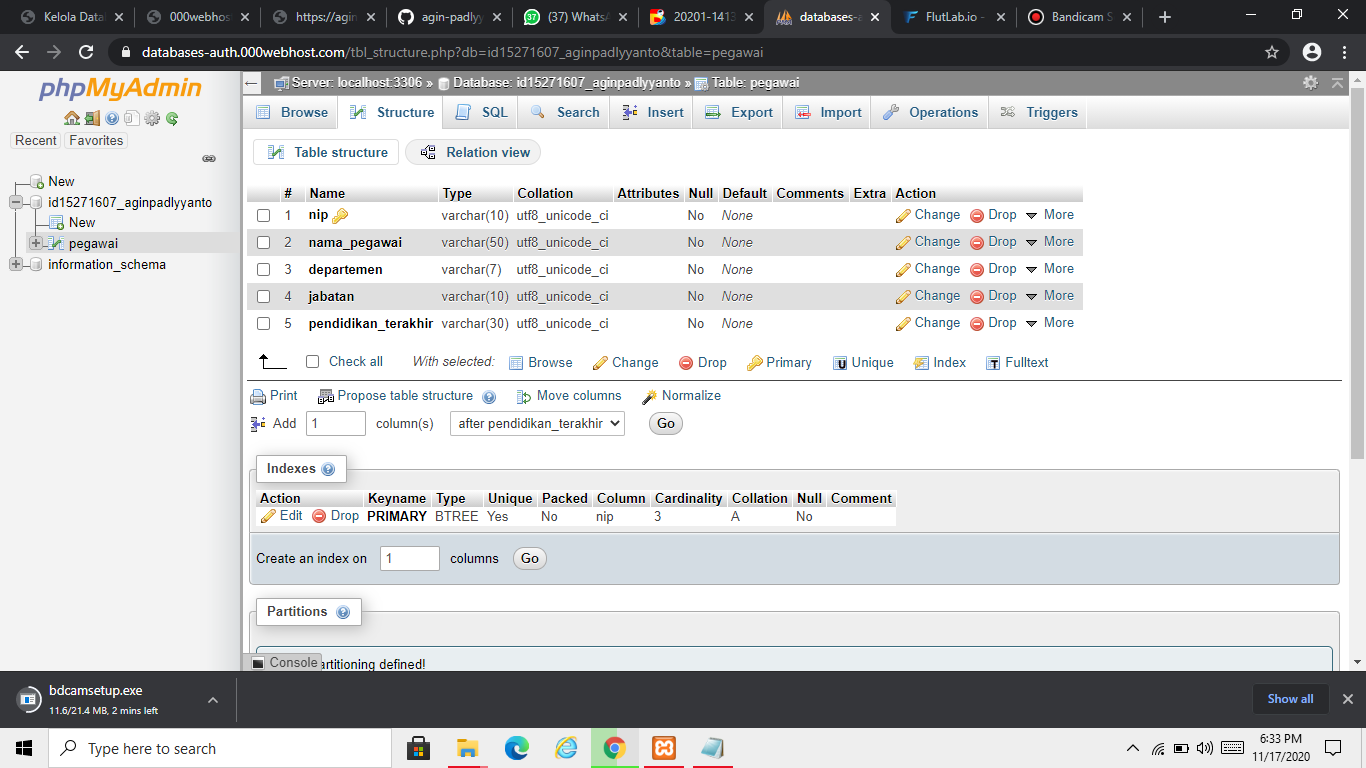 Kelola Data
000webhos
https://agin
agin-padlyy
(37) Whats
20201-1413
databases-a
FlutLab.io -
Bandicam S
databases-auth.000webhost.com/tbl_structure.php?db=id15271607_aginpadlyyanto&table=pegawai
phpMyAdmin
Recent Favorites
New
id15271607_aginpadlyyanto
New
pegawai
information_schema
Server: localhost:3306 » Database: id15271607_aginpadlyyanto » Table: pegawai
Browse Structure SQL Search Insert Export Import Operations Triggers
Table structure Relation view
# Name Type Collation Attributes Null Default Comments Extra Action
1 nip varchar(10) utf8_unicode_ci No None Change Drop More
2 nama_pegawai varchar(50) utf8_unicode_ci No None Change Drop More
3 departemen varchar(7) utf8_unicode_ci No None Change Drop More
4 jabatan varchar(10) utf8_unicode_ci No None Change Drop More
5 pendidikan_terakhir varchar(30) utf8_unicode_ci No None Change Drop More
Check all With selected: Browse Change Drop Primary Unique Index Fulltext
Print Propose table structure Move columns Normalize
Add 1 column(s) after pendidikan_terakhir Go
Indexes
Action Keyname Type Unique Packed Column Cardinality Collation Null Comment
Edit Drop PRIMARY BTREE Yes No nip 3 A No
Create an index on 1 columns Go
Partitions
Console artitioning defined!
bdcamsetup.exe
11.6/21.4 MB, 2 mins left
Show all
Type here to search
6:33 PM
11/17/2020